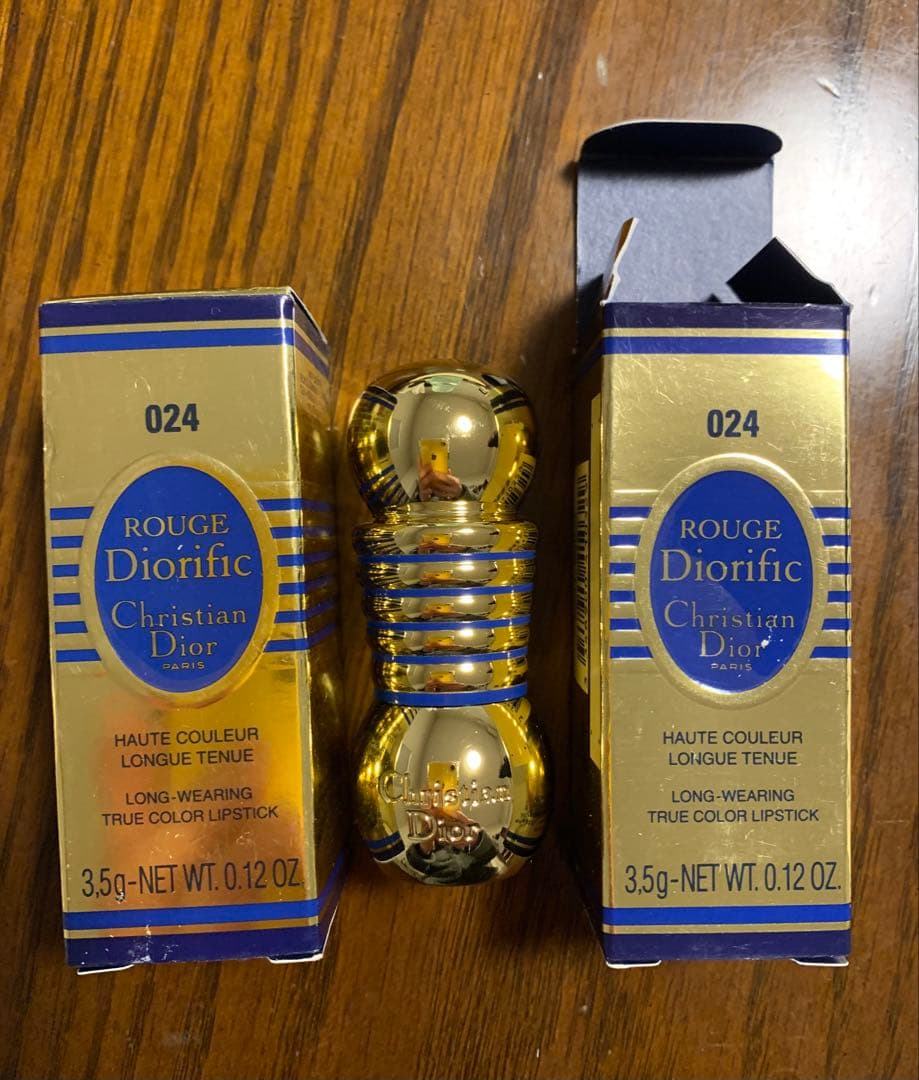 024
ROUGE
Diorific
Christian
Dior
PARIS
HAUTE COULEUR
LONGUE TENUE
LONG-WEARING
TRUE COLOR LIPSTICK
3,5g-NET WT. 0.12 OZ.
Christian
Dior
024
ROUGE
Diorific
Christian
Dior
PARIS
HAUTE COULEUR
LONGUE TENUE
LONG-WEARING
TRUE COLOR LIPSTICK
3,5g-NET WT. 0.12 OZ.